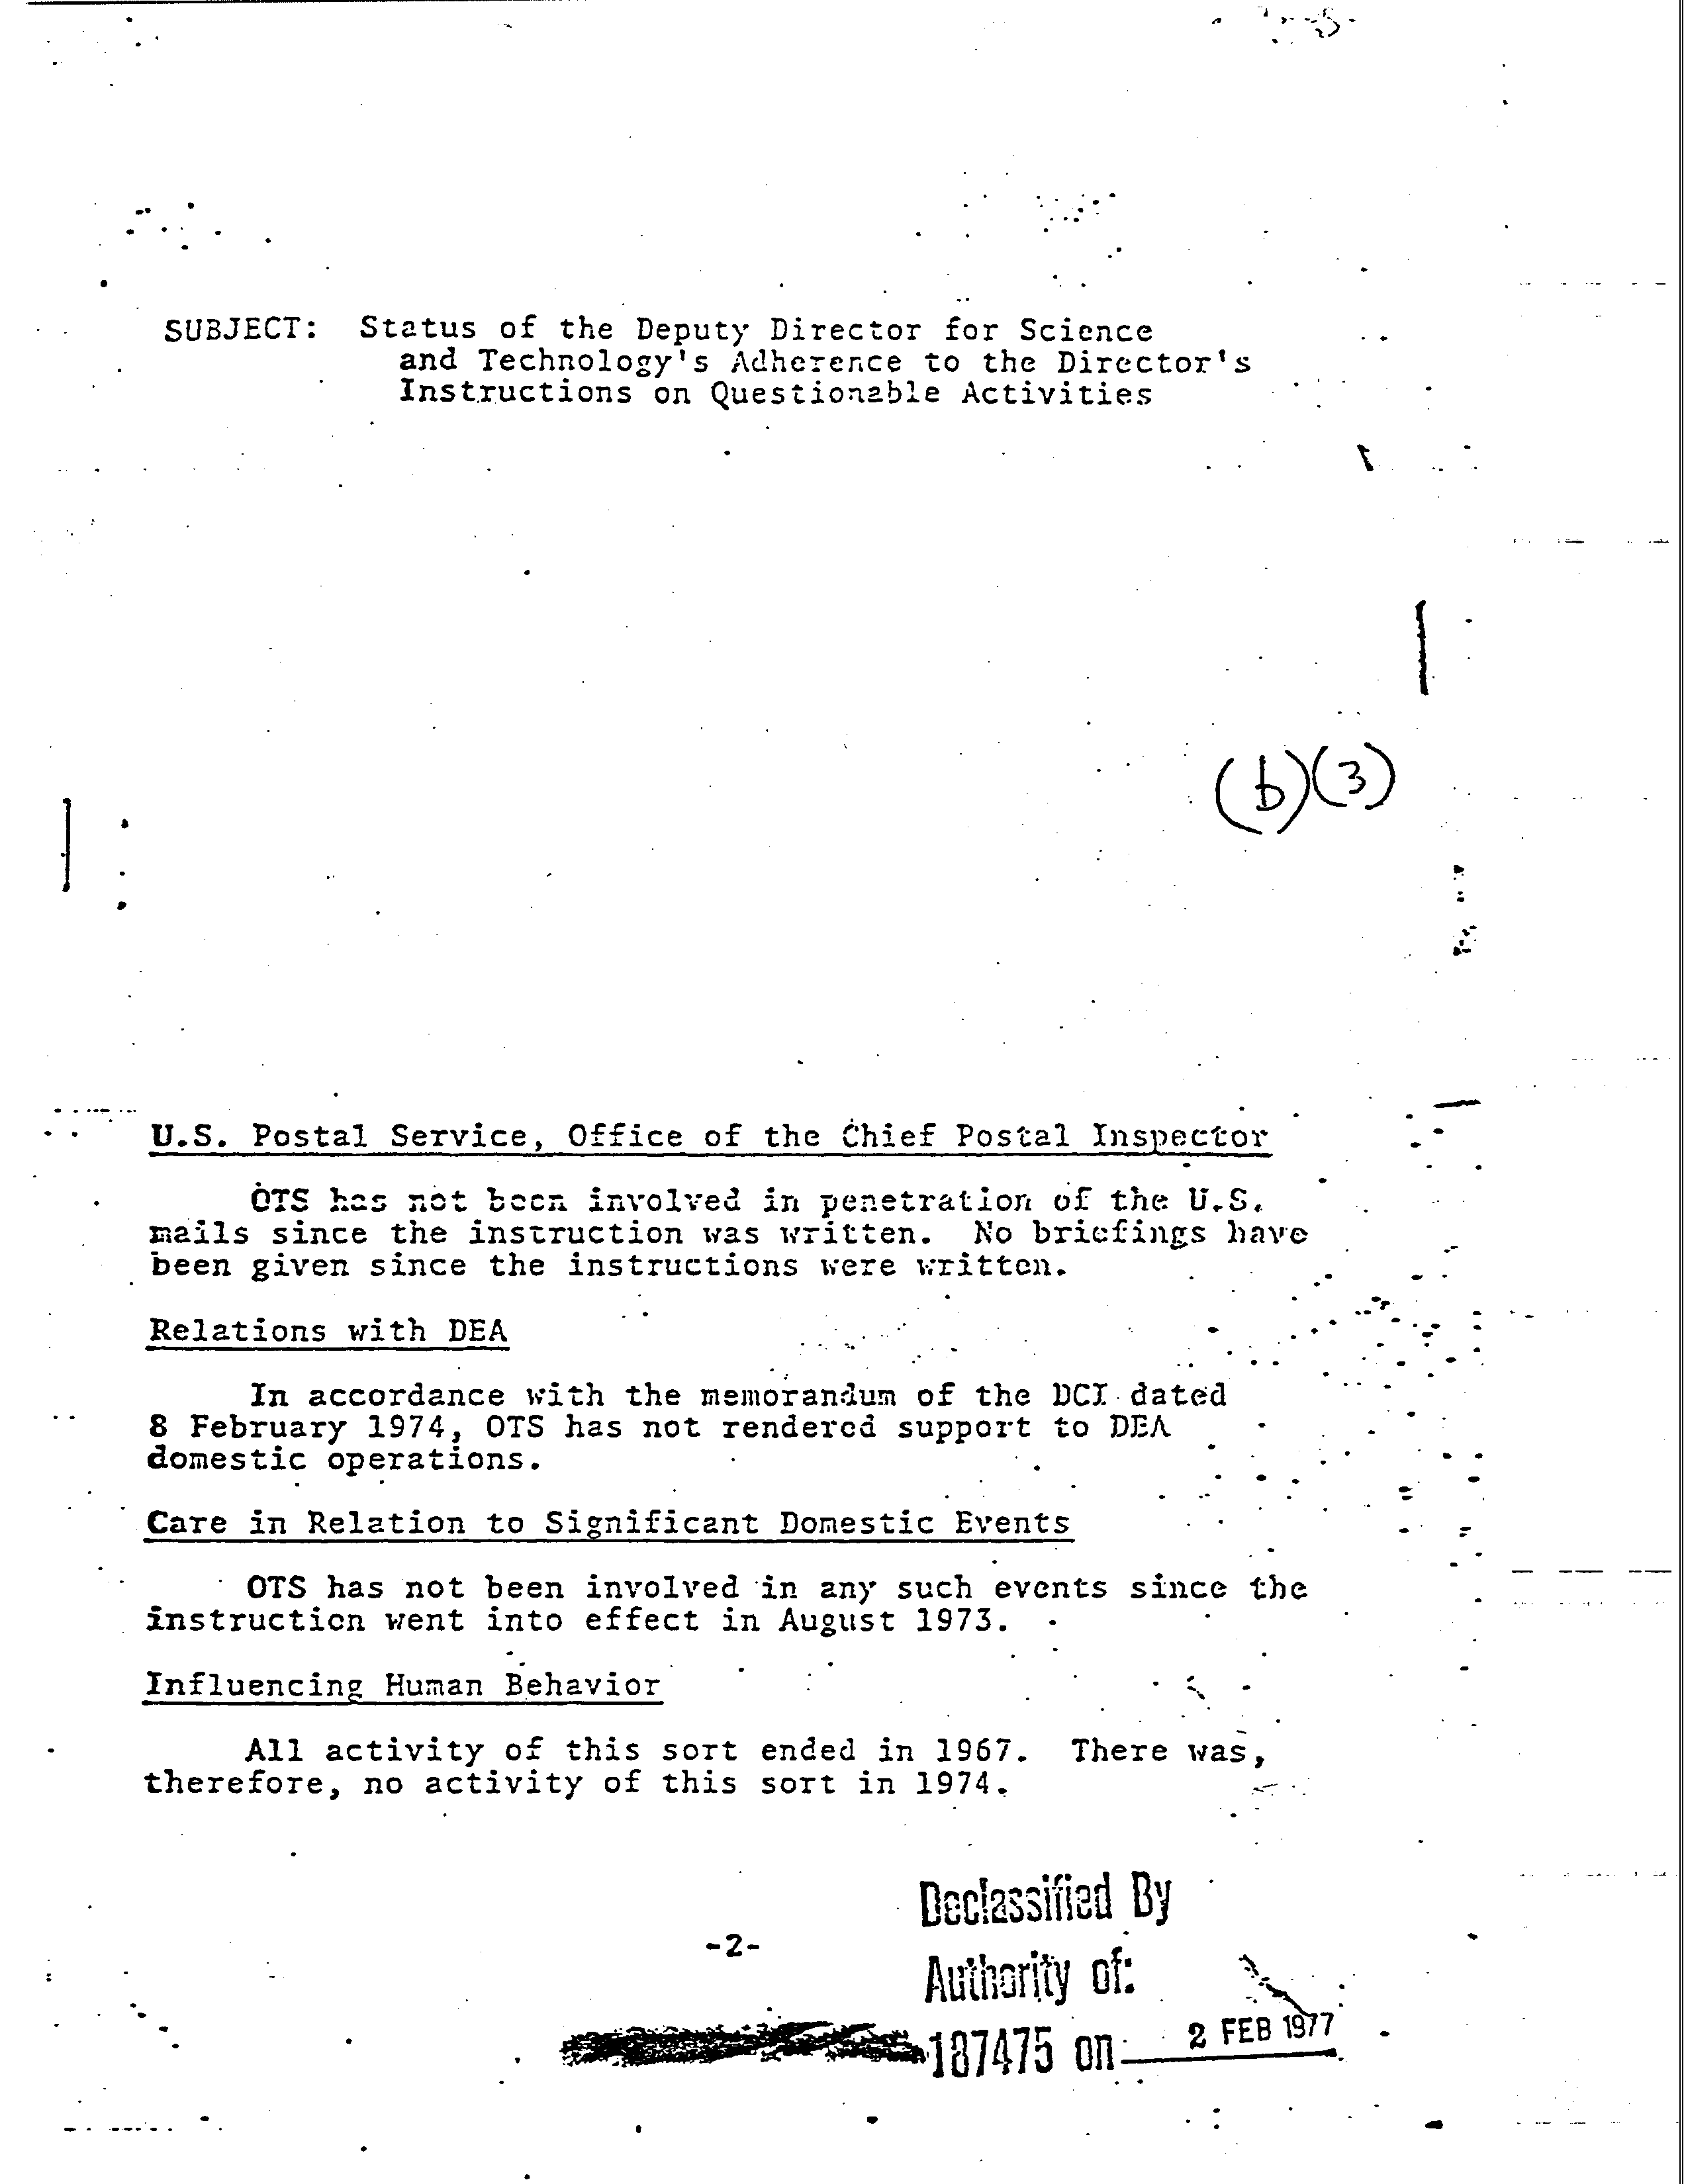 SUBJECT: Status of the Deputy Director for Science
and Technology's Adherence to the Director's
Instructions on Questionable Activities
(b)(3)
U.S. Postal Service, Office of the Chief Postal Inspector
OTS has not been involved in penetration of the U.S.
mails since the instruction was written. No briefings have
been given since the instructions were written.
Relations with DEA
In accordance with the memorandum of the DCI dated
8 February 1974, OTS has not rendered support to DEA
domestic operations.
Care in Relation to Significant Domestic Events
OTS has not been involved in any such events since the
instruction went into effect in August 1973.
Influencing Human Behavior
All activity of this sort ended in 1967. There was,
therefore, no activity of this sort in 1974.
-2-
Declassified By
Authority of:
187475 on 2 FEB 1977